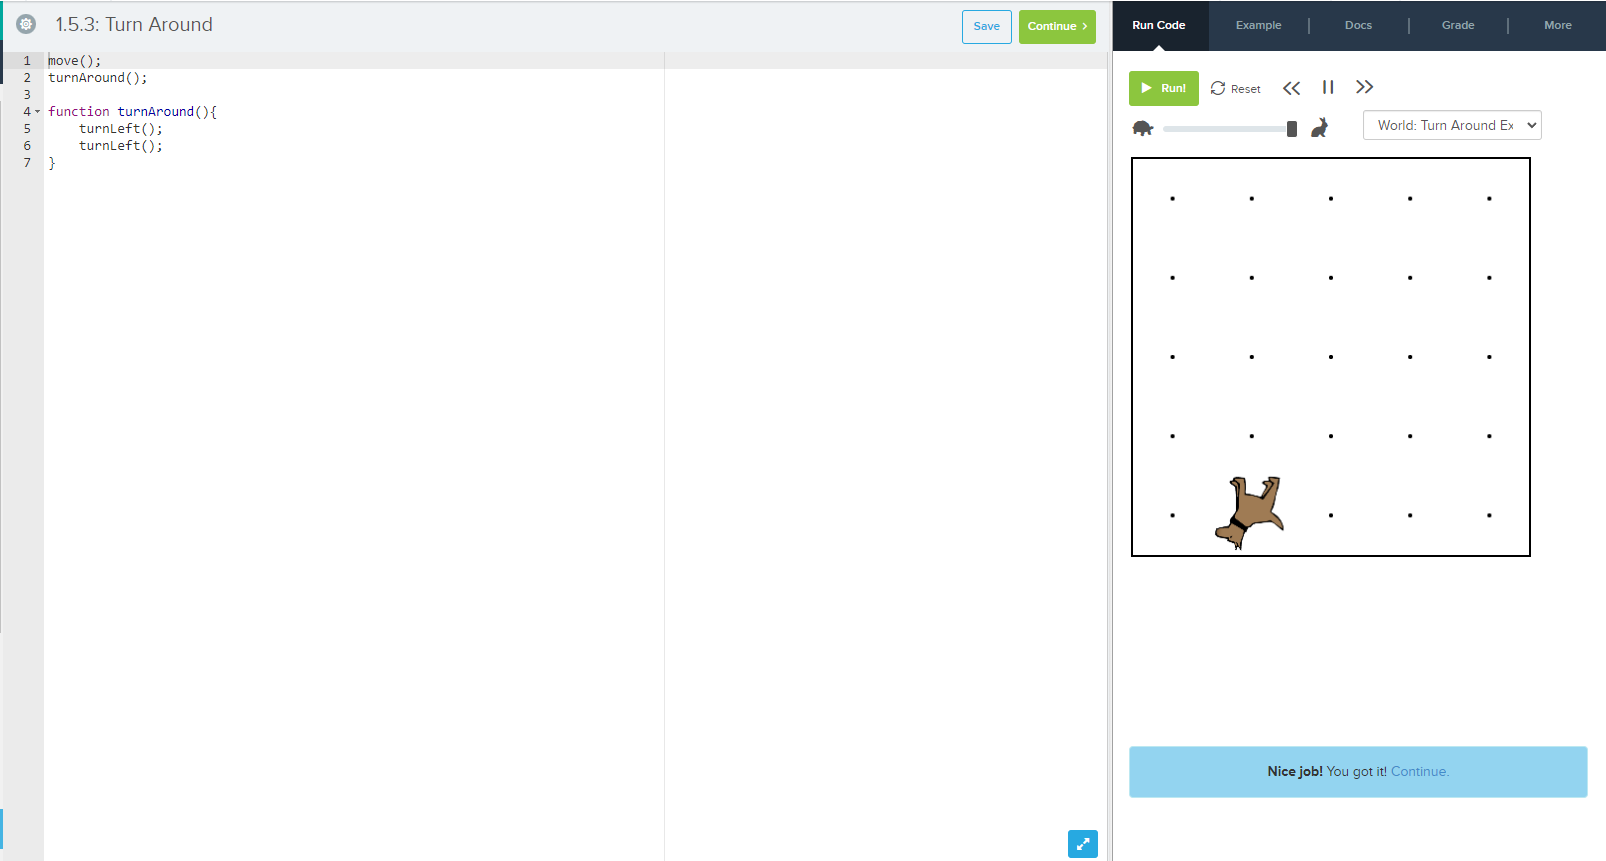 1.5.3: Turn Around
Save
Continue >
Run Code
Example
Docs
Grade
More
1 move();
2 turnAround();
3
4 function turnAround(){
5     turnLeft();
6     turnLeft();
7 }
Run!
Reset
World: Turn Around Ex
Nice job! You got it! Continue.